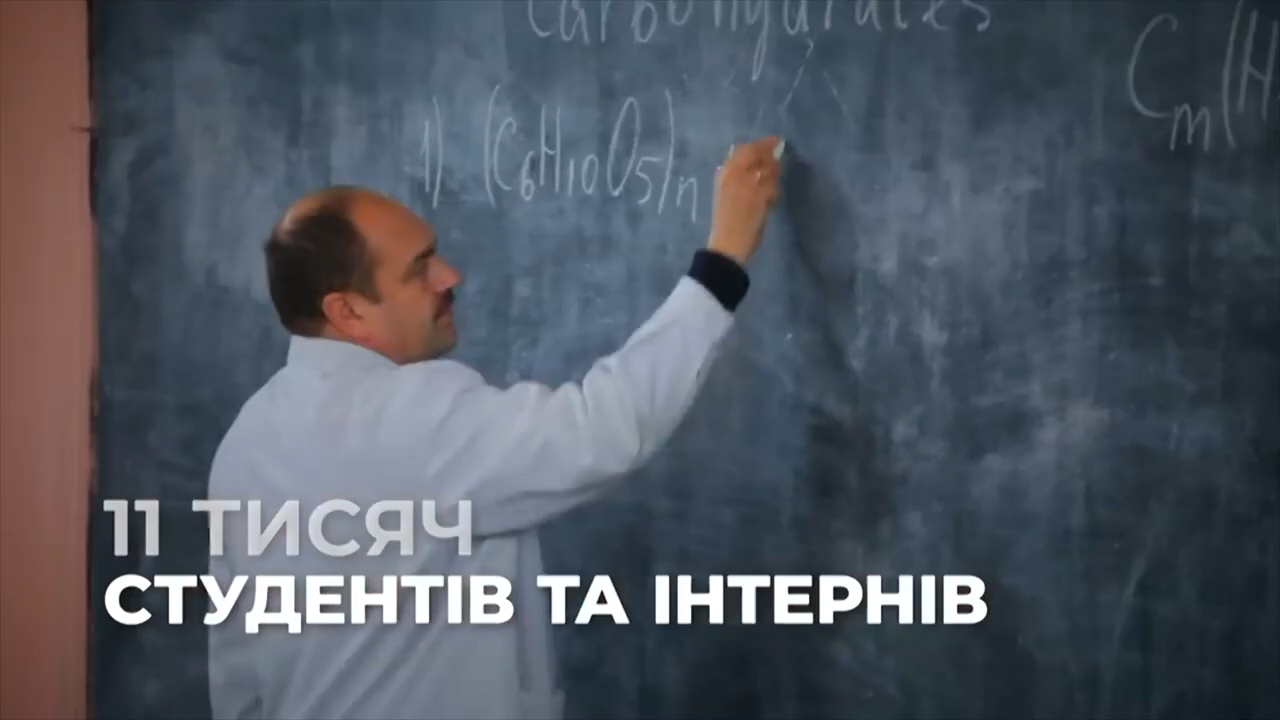 Carbohydrates
1) (C₆H₁₀O₅)n
Cm(H
11 ТИСЯЧ
СТУДЕНТІВ ТА ІНТЕРНІВ